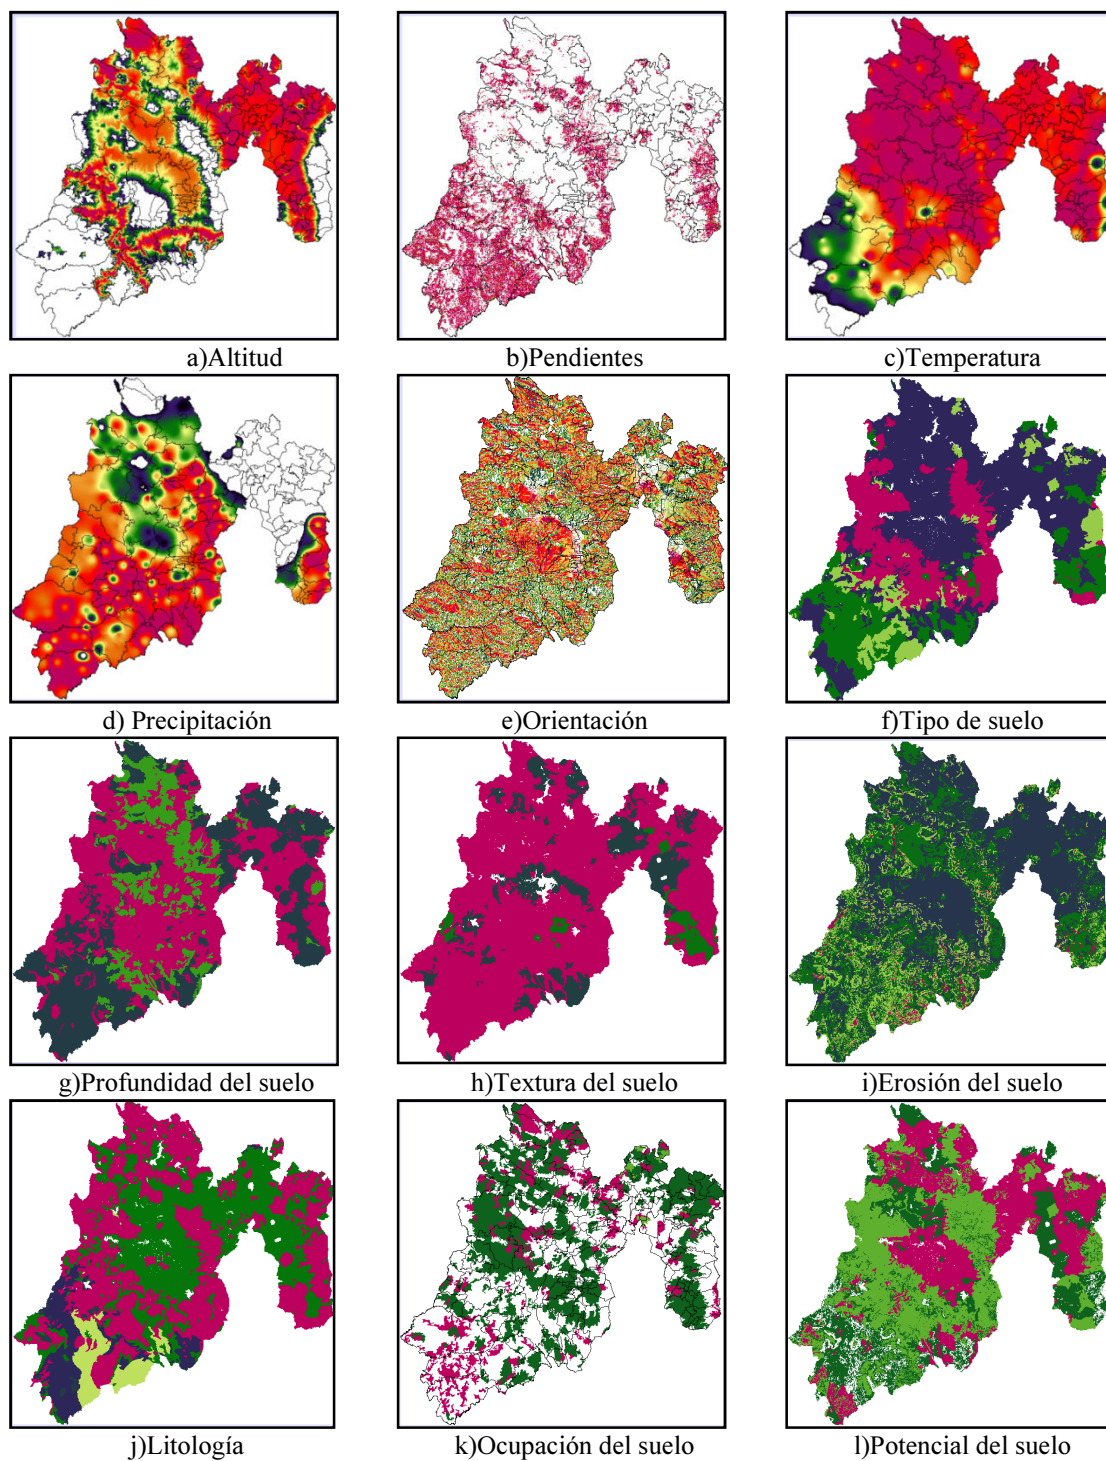 a)Altitud
b)Pendientes
c)Temperatura
d) Precipitación
e)Orientación
f)Tipo de suelo
g)Profundidad del suelo
h)Textura del suelo
i)Erosión del suelo
j)Litología
k)Ocupación del suelo
l)Potencial del suelo